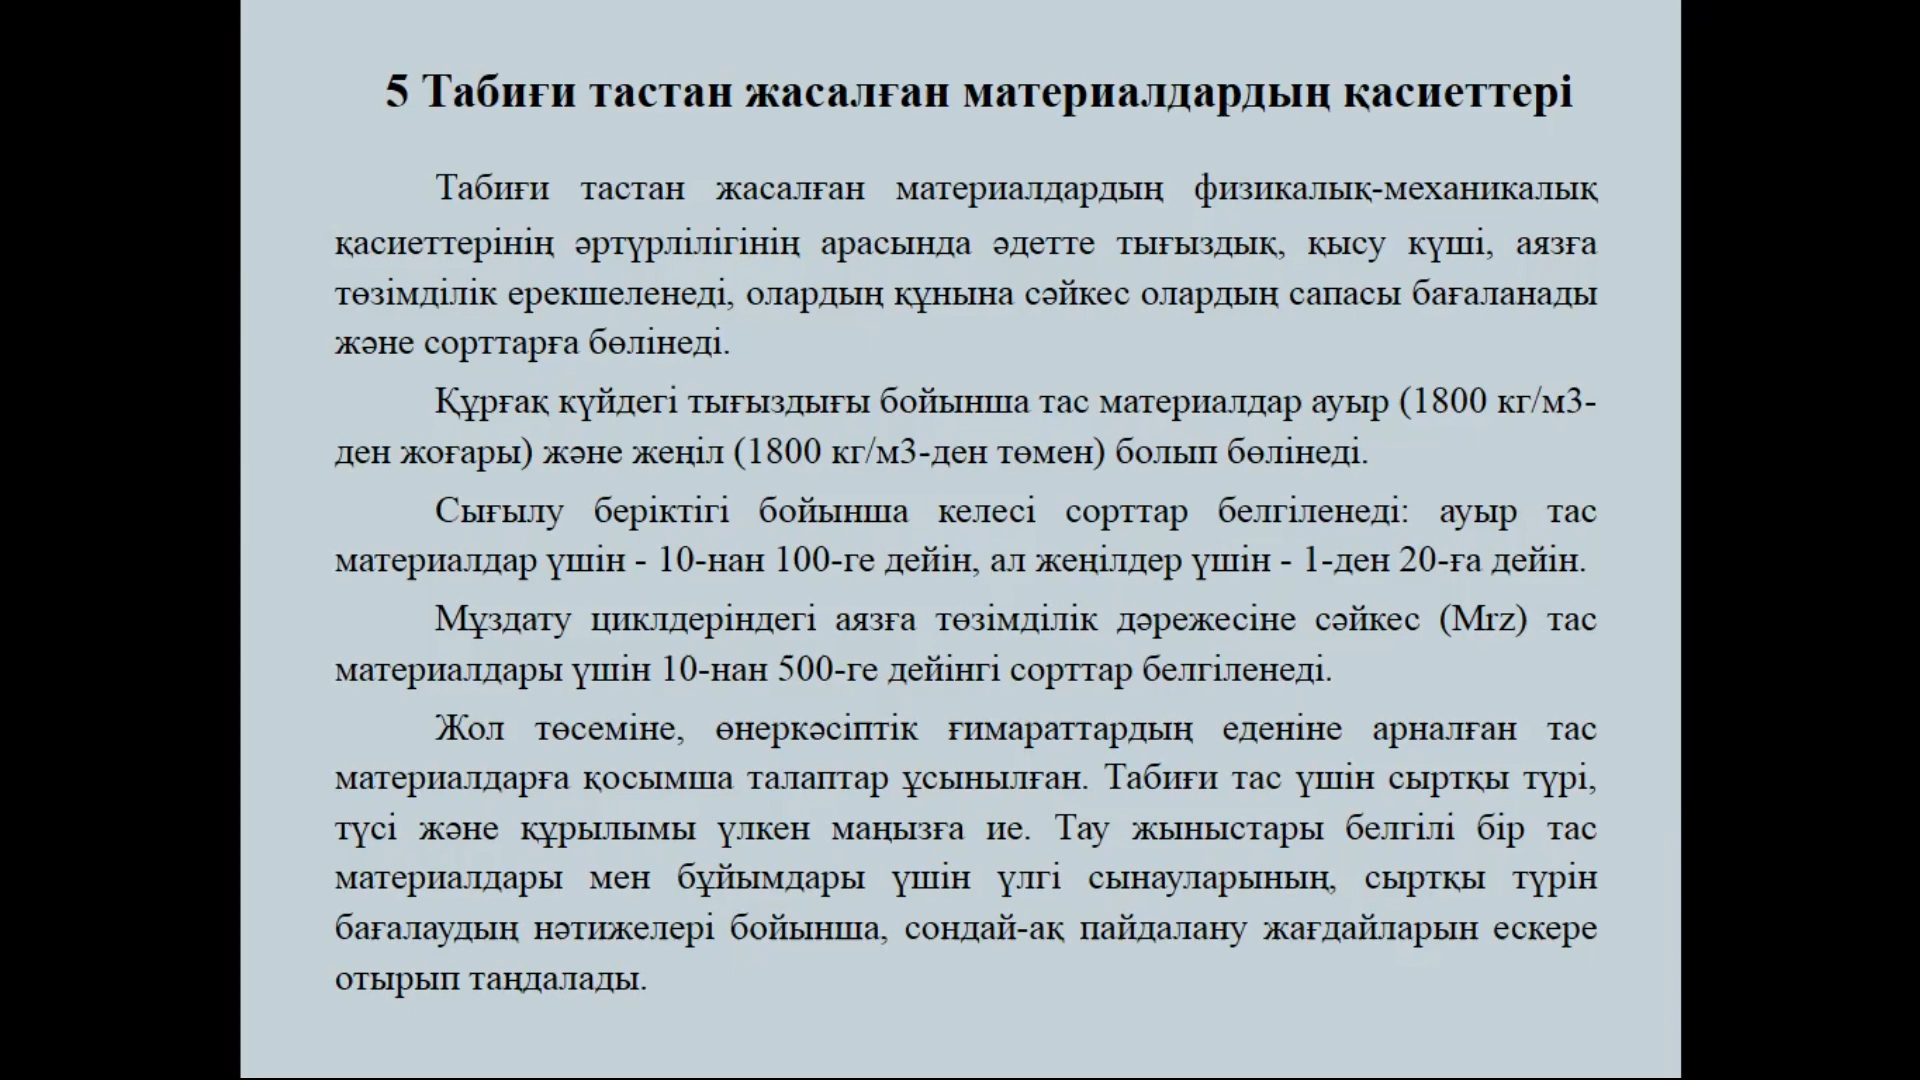 5 Табиғи тастан жасалған материалдардың қасиеттері
Табиғи тастан жасалған материалдардың физикалық-механикалық
қасиеттерінің әртүрлілігінің арасында әдетте тығыздық, қысу күші, аязға
төзімділік ерекшеленеді, олардың құнына сәйкес олардың сапасы бағаланады
және сорттарға бөлінеді.
Құрғақ күйдегі тығыздығы бойынша тас материалдар ауыр (1800 кг/м3-
ден жоғары) және жеңіл (1800 кг/м3-ден төмен) болып бөлінеді.
Сығылу беріктігі бойынша келесі сорттар белгіленеді: ауыр тас
материалдар үшін - 10-нан 100-ге дейін, ал жеңілдер үшін - 1-ден 20-ға дейін.
Мұздату циклдеріндегі аязға төзімділік дәрежесіне сәйкес (Mrz) тас
материалдары үшін 10-нан 500-ге дейінгі сорттар белгіленеді.
Жол төсеміне, өнеркәсіптік ғимараттардың еденіне арналған тас
материалдарға қосымша талаптар ұсынылған. Табиғи тас үшін сыртқы түрі,
түсі және құрылымы үлкен маңызға ие. Тау жыныстары белгілі бір тас
материалдары мен бұйымдары үшін үлгі сынауларының, сыртқы түрін
бағалаудың нәтижелері бойынша, сондай-ақ пайдалану жағдайларын ескере
отырып таңдалады.